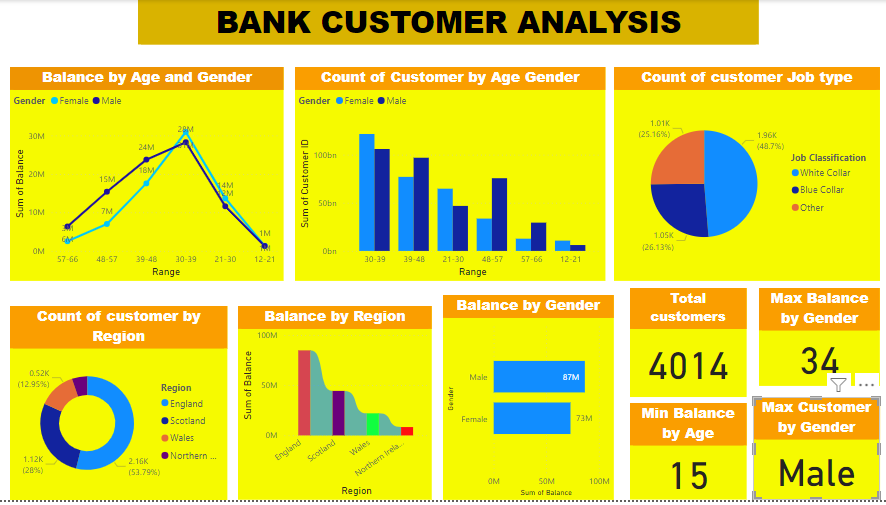 BANK CUSTOMER ANALYSIS
Balance by Age and Gender
Gender Female Male
Sum of Balance
30M
20M
10M
0M
7M
15M
24M
18M
28M
14M
1M
57-66 48-57 39-48 30-39 21-30 12-21
Range
Count of Customer by Age Gender
Gender Female Male
Sum of Customer ID
100bn
50bn
0bn
30-39 39-48 21-30 48-57 57-66 12-21
Range
Count of customer Job type
1.01K
(25.16%)
1.96K
(48.7%)
1.05K
(26.13%)
Job Classification
White Collar
Blue Collar
Other
Count of customer by
Region
0.52K
(12.95%)
1.12K
(28%)
2.16K
(53.79%)
Region
England
Scotland
Wales
Northern ...
Balance by Region
Sum of Balance
100M
50M
0M
England
Scotland
Wales
Northern Irela...
Region
Balance by Gender
Gender
Male
87M
Female
73M
0M 50M 100M
Sum of Balance
Total
customers
4014
Max Balance
by Gender
34
Min Balance
by Age
15
Max Customer
by Gender
Male